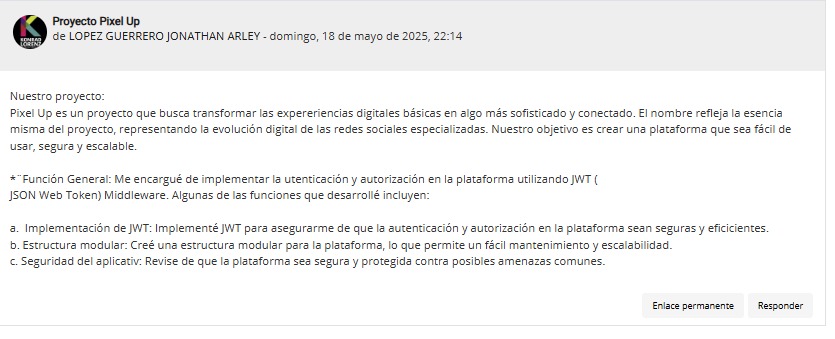 KONRAD
LORENZ
Proyecto Pixel Up
de LOPEZ GUERRERO JONATHAN ARLEY - domingo, 18 de mayo de 2025, 22:14
Nuestro proyecto:
Pixel Up es un proyecto que busca transformar las expereriencias digitales básicas en algo más sofisticado y conectado. El nombre refleja la esencia
misma del proyecto, representando la evolución digital de las redes sociales especializadas. Nuestro objetivo es crear una plataforma que sea fácil de
usar, segura y escalable.
*¨Función General: Me encargué de implementar la utenticación y autorización en la plataforma utilizando JWT (
JSON Web Token) Middleware. Algunas de las funciones que desarrollé incluyen:
a. Implementación de JWT: Implementé JWT para asegurarme de que la autenticación y autorización en la plataforma sean seguras y eficicientes.
b. Estructura modular: Creé una estructura modular para la plataforma, lo que permite un fácil mantenimiento y escalabilidad.
c. Seguridad del aplicativ: Revise de que la plataforma sea segura y protegida contra posibles amenazas comunes.
Enlace permanente Responder